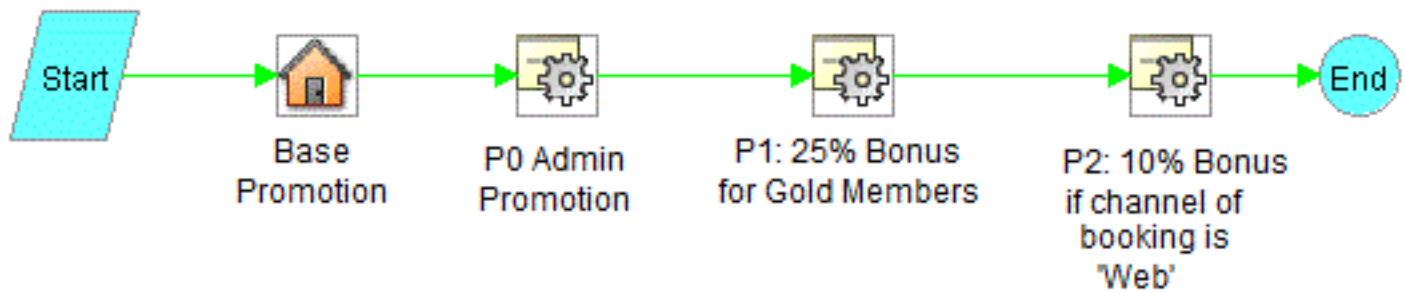 Start
Base
Promotion
P0 Admin
Promotion
P1: 25% Bonus
for Gold Members
P2: 10% Bonus
if channel of
booking is
'Web'
End